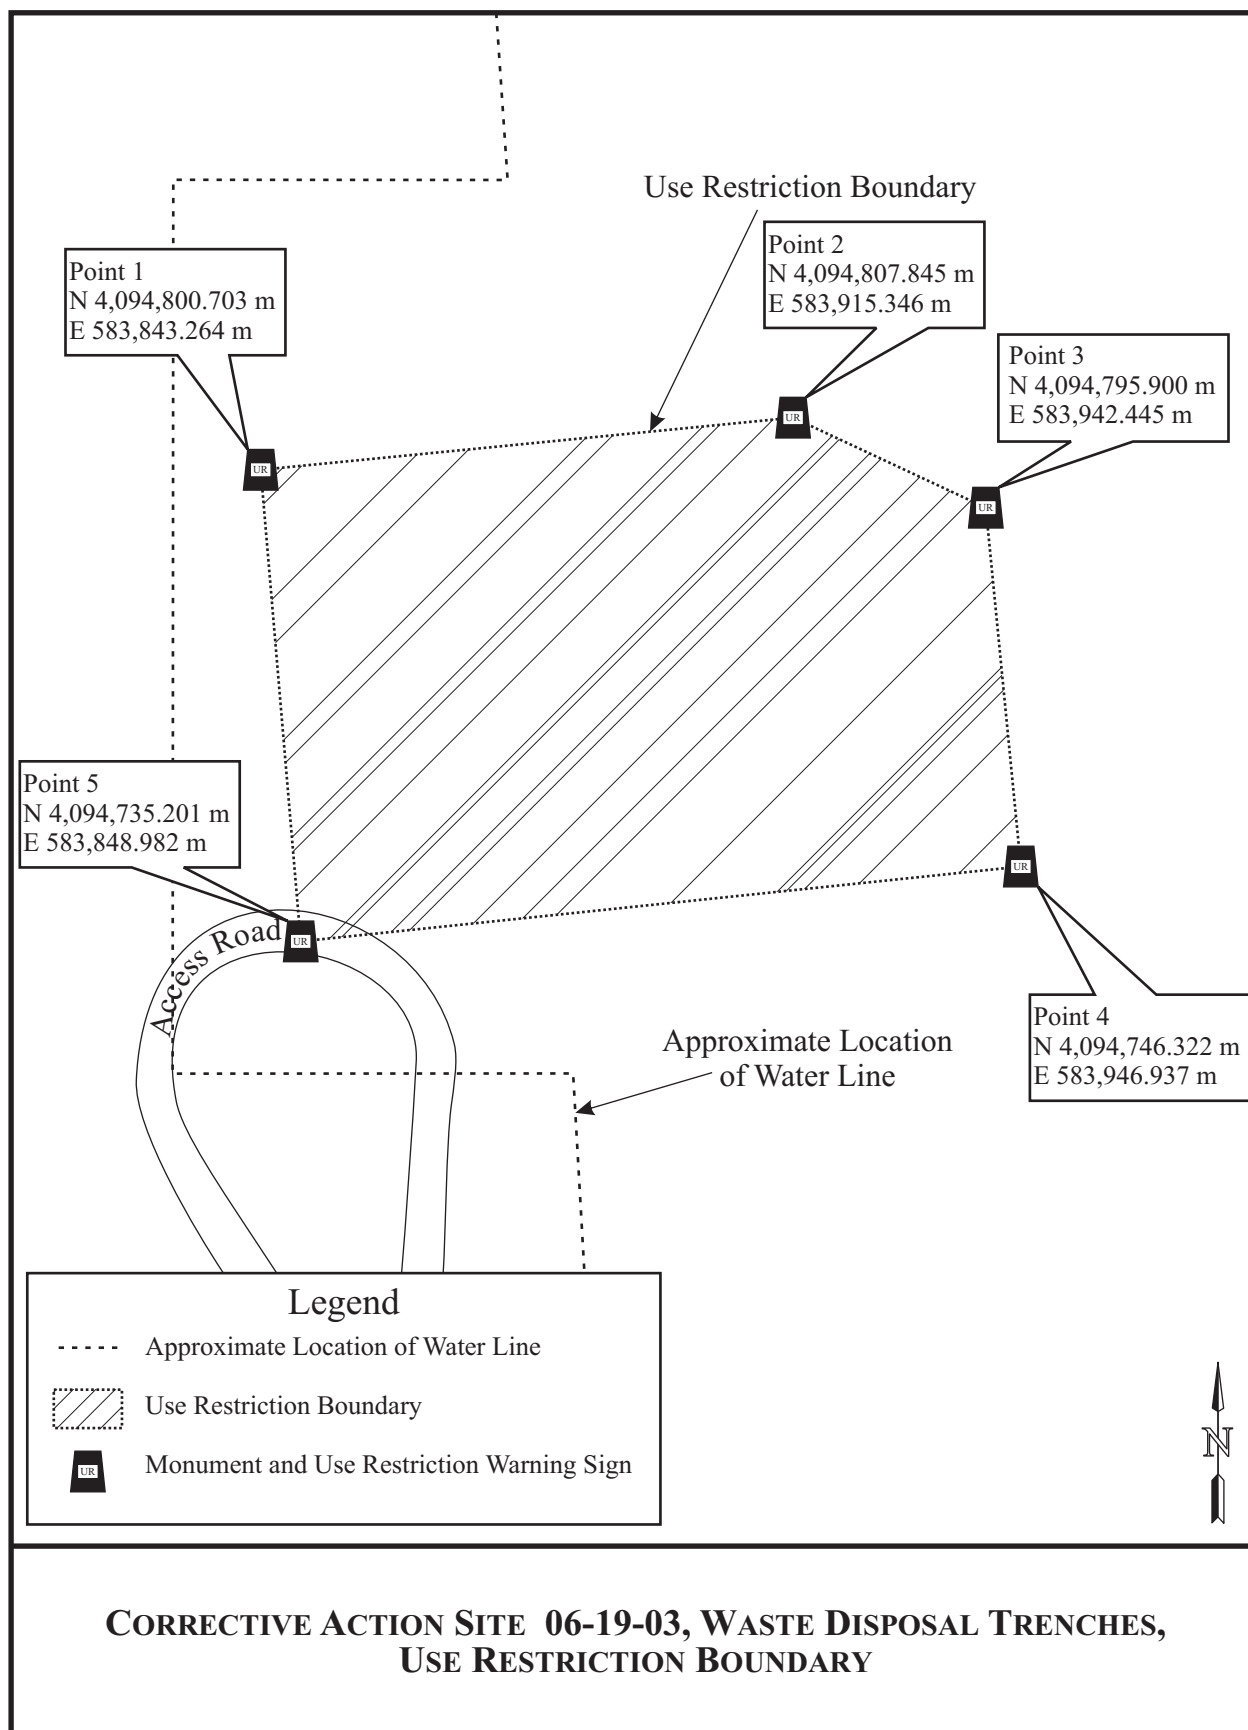 Use Restriction Boundary
Point 1
N 4,094,800.703 m
E 583,843.264 m
Point 2
N 4,094,807.845 m
E 583,915.346 m
Point 3
N 4,094,795.900 m
E 583,942.445 m
UR
UR
UR
Point 5
N 4,094,735.201 m
E 583,848.982 m
UR
UR
Access Road
Point 4
N 4,094,746.322 m
E 583,946.937 m
Approximate Location
of Water Line
Legend
Approximate Location of Water Line
Use Restriction Boundary
UR
Monument and Use Restriction Warning Sign
N
CORRECTIVE ACTION SITE 06-19-03, WASTE DISPOSAL TRENCHES,
USE RESTRICTION BOUNDARY